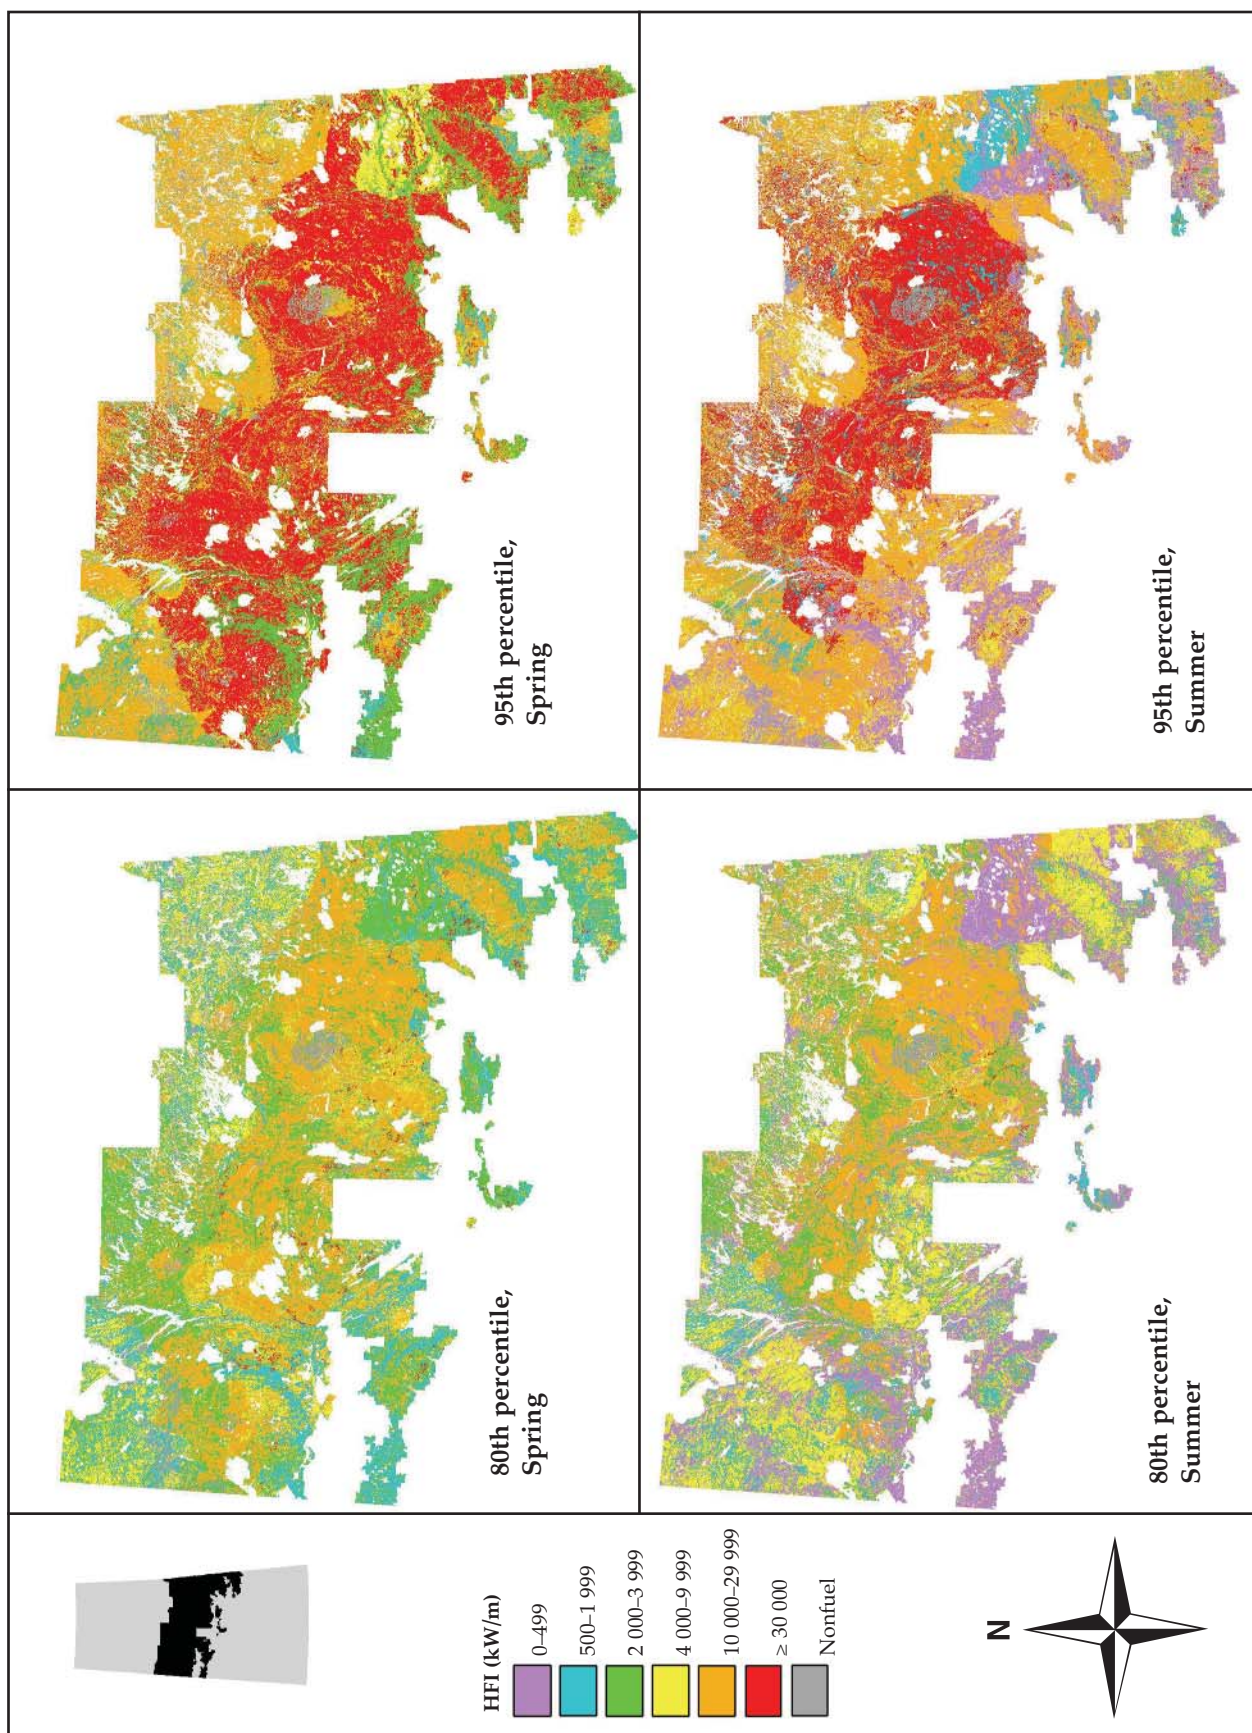 95th percentile,
Spring
95th percentile,
Summer
80th percentile,
Spring
80th percentile,
Summer
HFI (kW/m)
0–499
500–1 999
2 000–3 999
4 000–9 999
10 000–29 999
≥ 30 000
Nonfuel
N